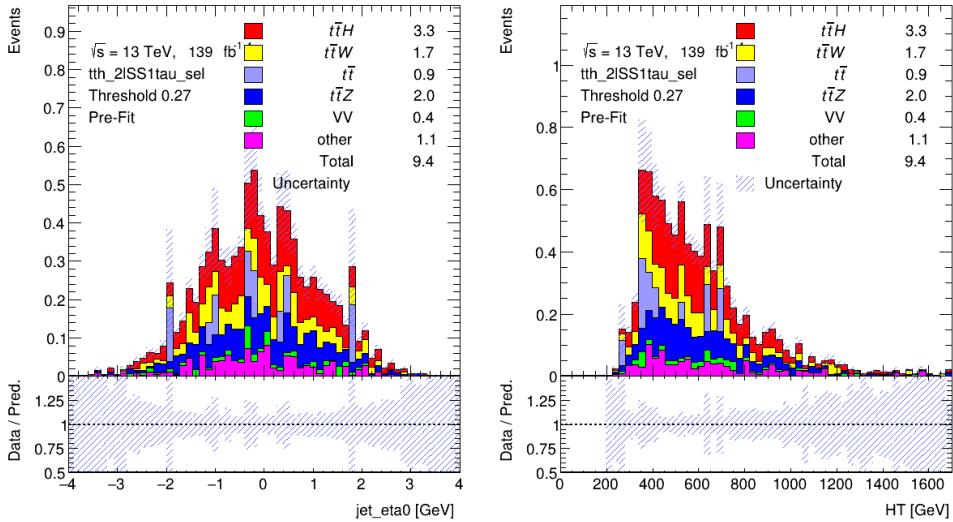 Events
0.9
0.8
0.7
0.6
0.5
0.4
0.3
0.2
0.1
0
√s = 13 TeV, 139 fb⁻¹
tth_2lSS1tau_sel
Threshold 0.27
Pre-Fit
tt̄H 3.3
tt̄W 1.7
tt̄ 0.9
tt̄Z 2.0
VV 0.4
other 1.1
Total 9.4
Uncertainty
Data / Pred.
1.25
1
0.75
0.5
−4 −3 −2 −1 0 1 2 3 4
jet_eta0 [GeV]
Events
1
0.8
0.6
0.4
0.2
0
√s = 13 TeV, 139 fb⁻¹
tth_2lSS1tau_sel
Threshold 0.27
Pre-Fit
tt̄H 3.3
tt̄W 1.7
tt̄ 0.9
tt̄Z 2.0
VV 0.4
other 1.1
Total 9.4
Uncertainty
Data / Pred.
1.25
1
0.75
0.5
0 200 400 600 800 1000 1200 1400 1600
HT [GeV]